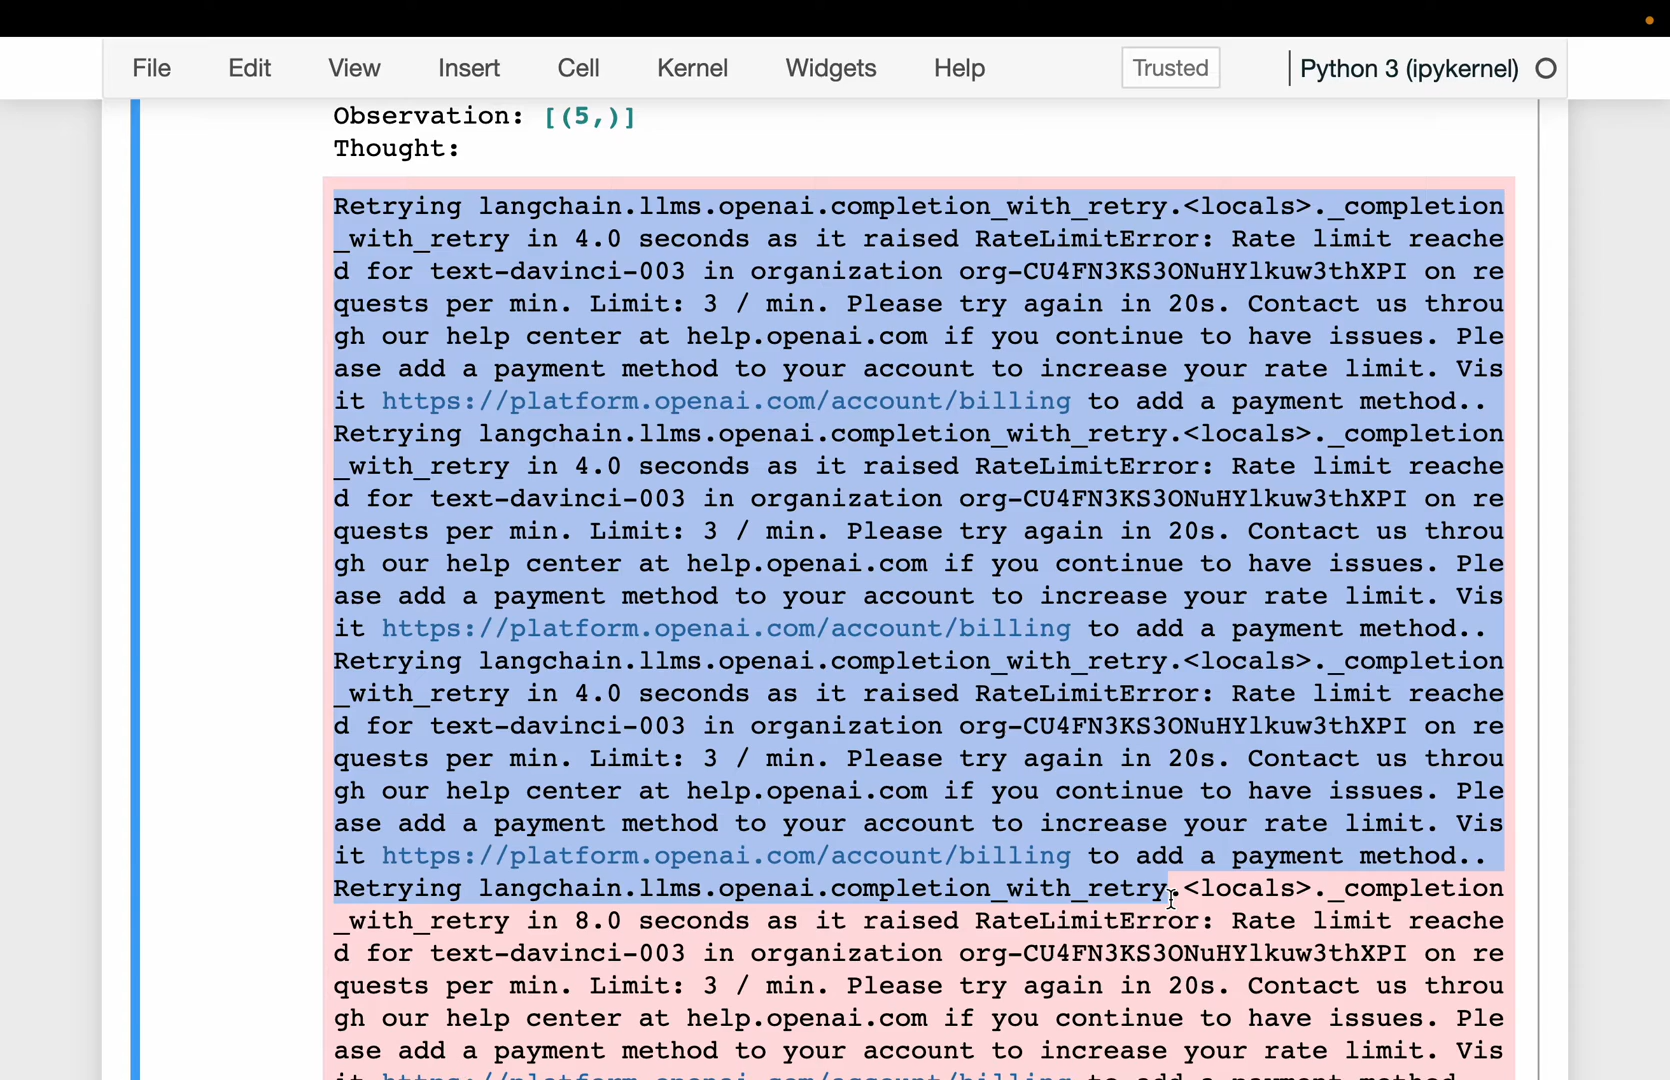 File Edit View Insert Cell Kernel Widgets Help Trusted Python 3 (ipykernel)
Observation: [(5,)]
Thought:
Retrying langchain.llms.openai.completion_with_retry.<locals>._completion
_with_retry in 4.0 seconds as it raised RateLimitError: Rate limit reache
d for text-davinci-003 in organization org-CU4FN3KS3ONuHYlkuw3thXPI on re
quests per min. Limit: 3 / min. Please try again in 20s. Contact us throu
gh our help center at help.openai.com if you continue to have issues. Ple
ase add a payment method to your account to increase your rate limit. Vis
it https://platform.openai.com/account/billing to add a payment method..
Retrying langchain.llms.openai.completion_with_retry.<locals>._completion
_with_retry in 4.0 seconds as it raised RateLimitError: Rate limit reache
d for text-davinci-003 in organization org-CU4FN3KS3ONuHYlkuw3thXPI on re
quests per min. Limit: 3 / min. Please try again in 20s. Contact us throu
gh our help center at help.openai.com if you continue to have issues. Ple
ase add a payment method to your account to increase your rate limit. Vis
it https://platform.openai.com/account/billing to add a payment method..
Retrying langchain.llms.openai.completion_with_retry.<locals>._completion
_with_retry in 4.0 seconds as it raised RateLimitError: Rate limit reache
d for text-davinci-003 in organization org-CU4FN3KS3ONuHYlkuw3thXPI on re
quests per min. Limit: 3 / min. Please try again in 20s. Contact us throu
gh our help center at help.openai.com if you continue to have issues. Ple
ase add a payment method to your account to increase your rate limit. Vis
it https://platform.openai.com/account/billing to add a payment method..
Retrying langchain.llms.openai.completion_with_retry.<locals>._completion
_with_retry in 8.0 seconds as it raised RateLimitError: Rate limit reache
d for text-davinci-003 in organization org-CU4FN3KS3ONuHYlkuw3thXPI on re
quests per min. Limit: 3 / min. Please try again in 20s. Contact us throu
gh our help center at help.openai.com if you continue to have issues. Ple
ase add a payment method to your account to increase your rate limit. Vis